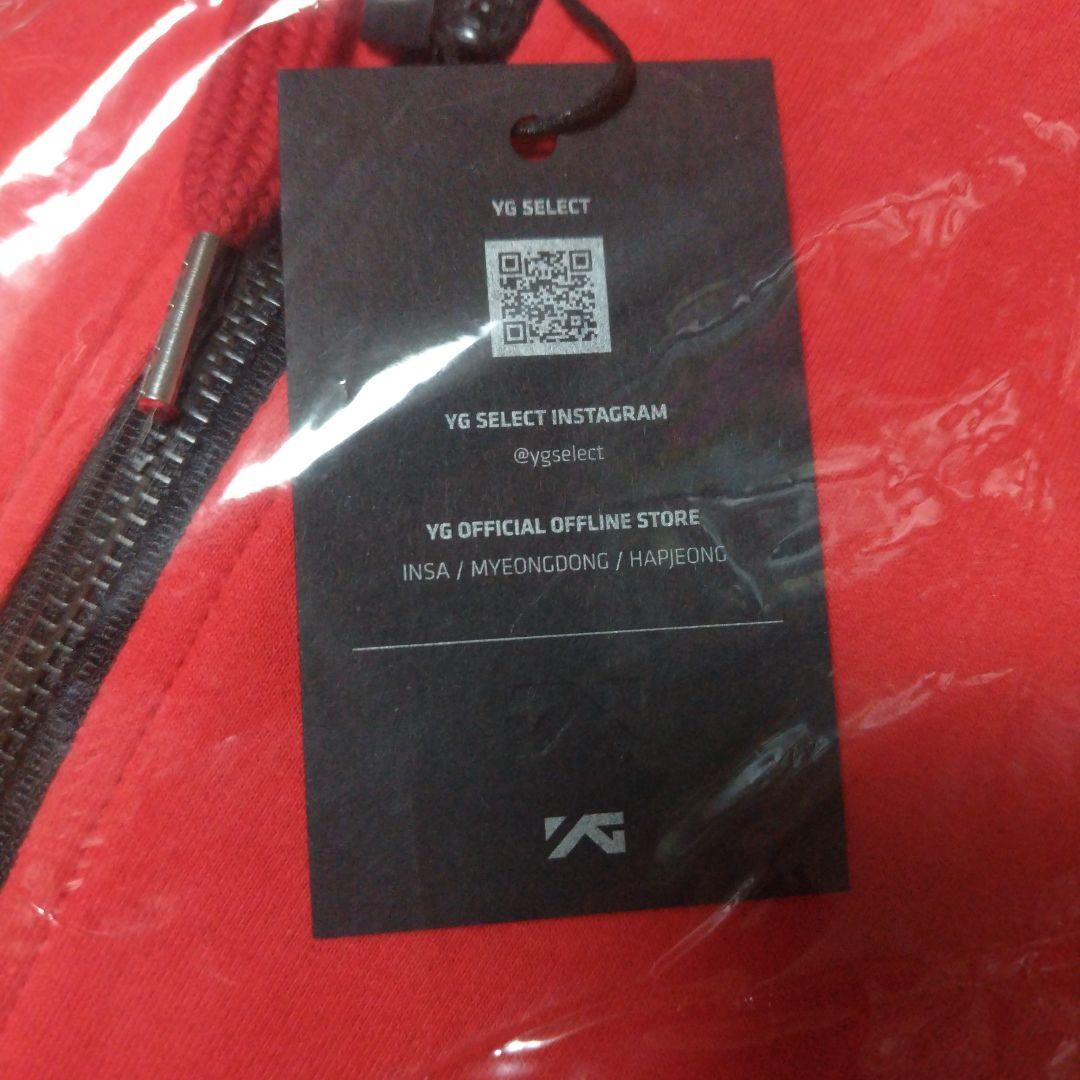 YG SELECT
YG SELECT INSTAGRAM
@ygselect
YG OFFICIAL OFFLINE STORE
INSA / MYEONGDONG / HAPJEONG
YG